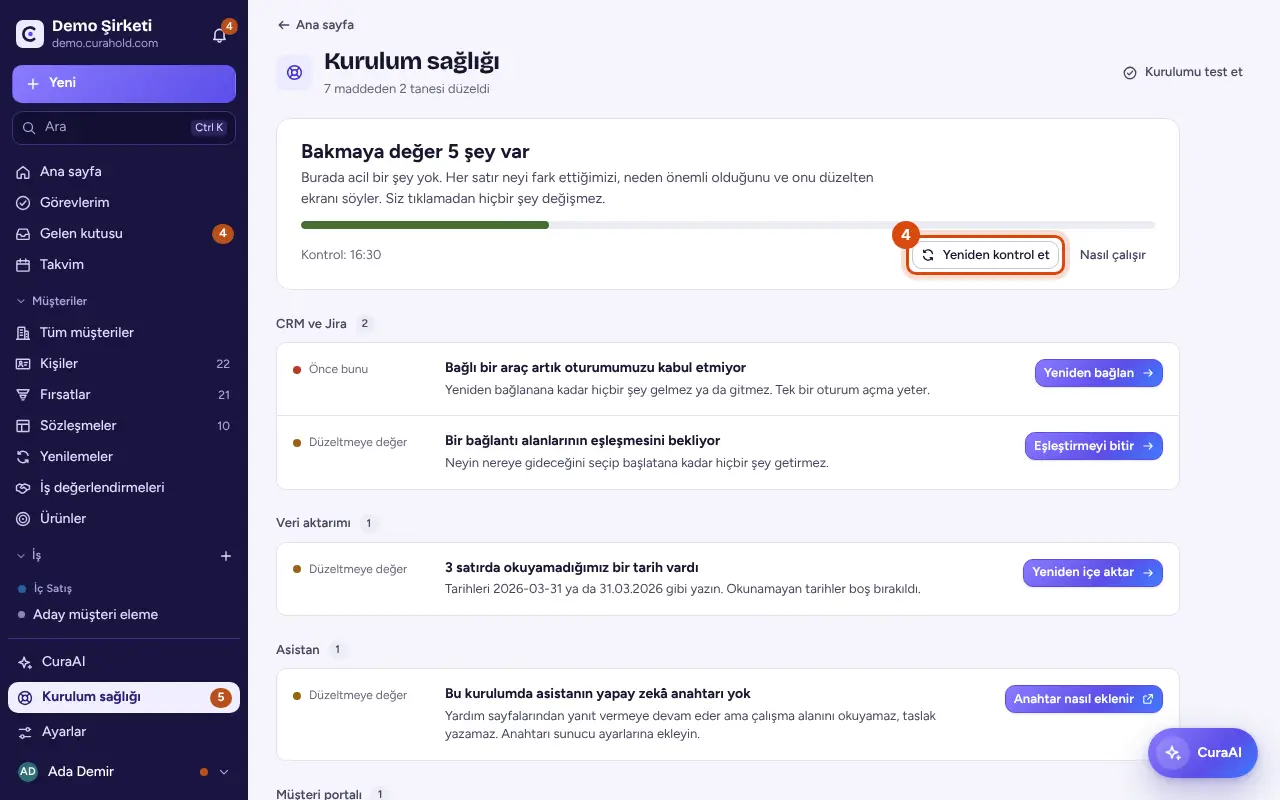 Demo Şirketi
demo.curahold.com
4
Yeni
Ara
Ctrl K
Ana sayfa
Görevlerim
Gelen kutusu
4
Takvim
Müşteriler
Tüm müşteriler
Kişiler
22
Fırsatlar
21
Sözleşmeler
10
Yenilemeler
İş değerlendirmeleri
Ürünler
İş
İç Satış
Aday müşteri eleme
CuraAI
Kurulum sağlığı
5
Ayarlar
AD
Ada Demir
Ana sayfa
Kurulum sağlığı
7 maddeden 2 tanesi düzeldi
Kurulumu test et
Bakmaya değer 5 şey var
Burada acil bir şey yok. Her satır neyi fark ettiğimizi, neden önemli olduğunu ve onu düzelten
ekranı söyler. Siz tıklamadan hiçbir şey değişmez.
Kontrol: 16:30
4
Yeniden kontrol et
Nasıl çalışır
CRM ve Jira 2
Önce bunu
Bağlı bir araç artık oturumumuzu kabul etmiyor
Yeniden bağlanana kadar hiçbir şey gelmez ya da gitmez. Tek bir oturum açma yeter.
Yeniden bağlan
Düzeltmeye değer
Bir bağlantı alanlarının eşleşmesini bekliyor
Neyin nereye gideceğini seçip başlatana kadar hiçbir şey getirmez.
Eşleştirmeyi bitir
Veri aktarımı 1
Düzeltmeye değer
3 satırda okuyamadığımız bir tarih vardı
Tarihleri 2026-03-31 ya da 31.03.2026 gibi yazın. Okunamayan tarihler boş bırakıldı.
Yeniden içe aktar
Asistan 1
Düzeltmeye değer
Bu kurulumda asistanın yapay zekâ anahtarı yok
Yardım sayfalarından yanıt vermeye devam eder ama çalışma alanını okuyamaz, taslak
yazamaz. Anahtarı sunucu ayarlarına ekleyin.
Anahtar nasıl eklenir
CuraAI
Müşteri portalı 1